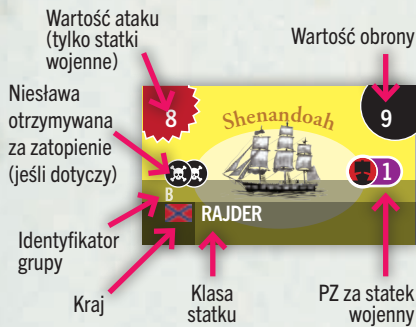 Wartość ataku
(tylko statki
wojenne)
Wartość obrony
Niesława
otrzymywana
za zatopienie
(jeśli dotyczy)
8
Shenandoah
9
1
B
RAJDER
Identyfikator
grupy
Kraj
Klasa
statku
PZ za statek
wojenny